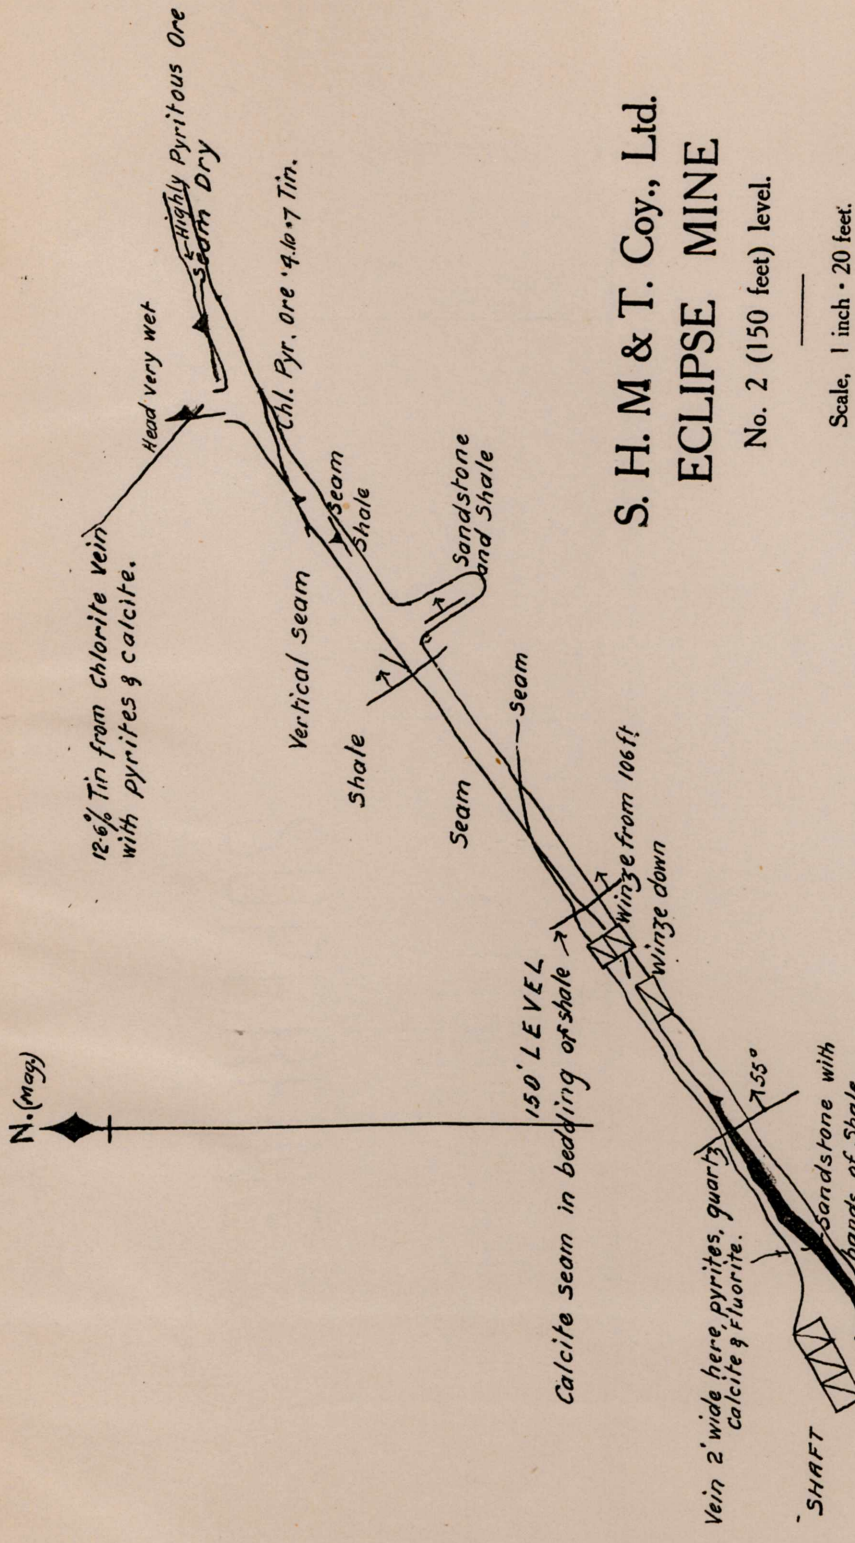 N. (Mag)
12.6% Tin from Chlorite vein
with pyrites & calcite.
Head very wet
Highly Pyritous Ore
Seam Dry
Chl. Pyr. Ore Tin.
Vertical seam
Seam
Shale
Shale
Sandstone
and Shale
Seam
Seam
150' LEVEL
Calcite seam in bedding of shale
Winze from 106 ft
Winze down
55°
Vein 2' wide here, pyrites, quartz
Calcite & Fluorite.
Sandstone with
bands of Shale
SHAFT
S. H. M & T. Coy., Ltd.
ECLIPSE MINE
No. 2 (150 feet) level.
Scale, 1 inch = 20 feet.